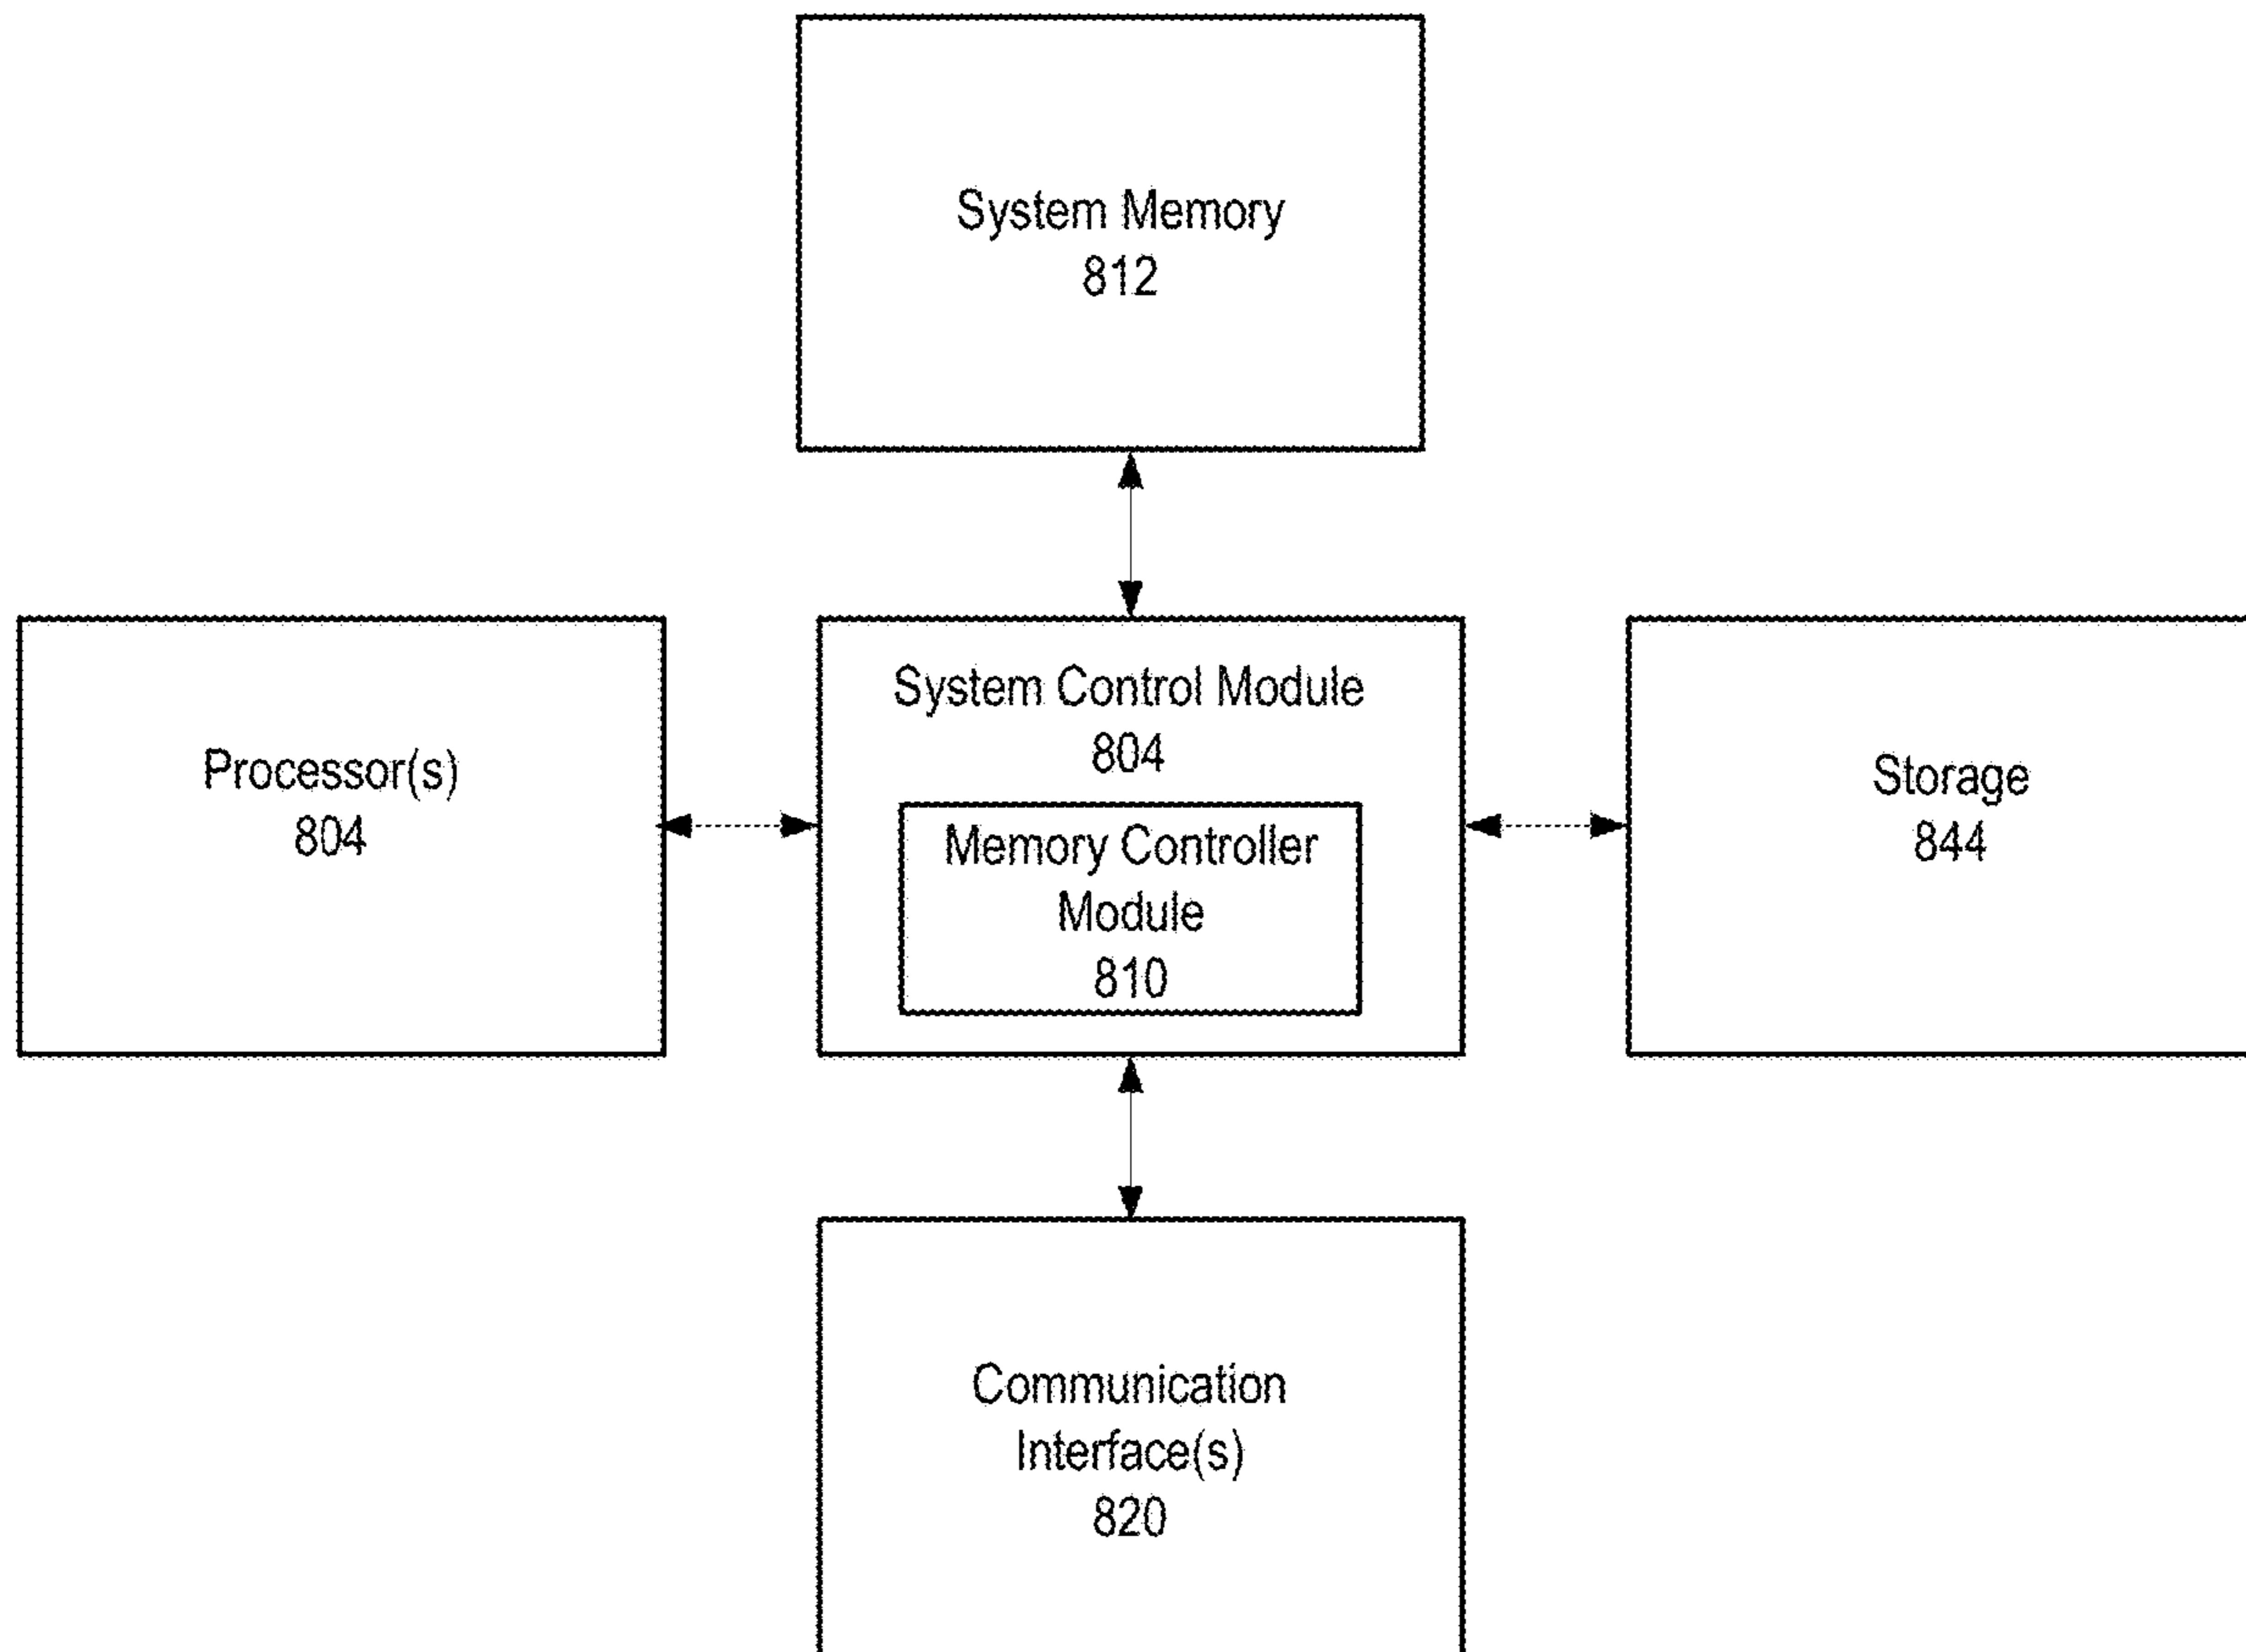 System Memory
812
Processor(s)
804
System Control Module
804
Memory Controller
Module
810
Storage
844
Communication
Interface(s)
820